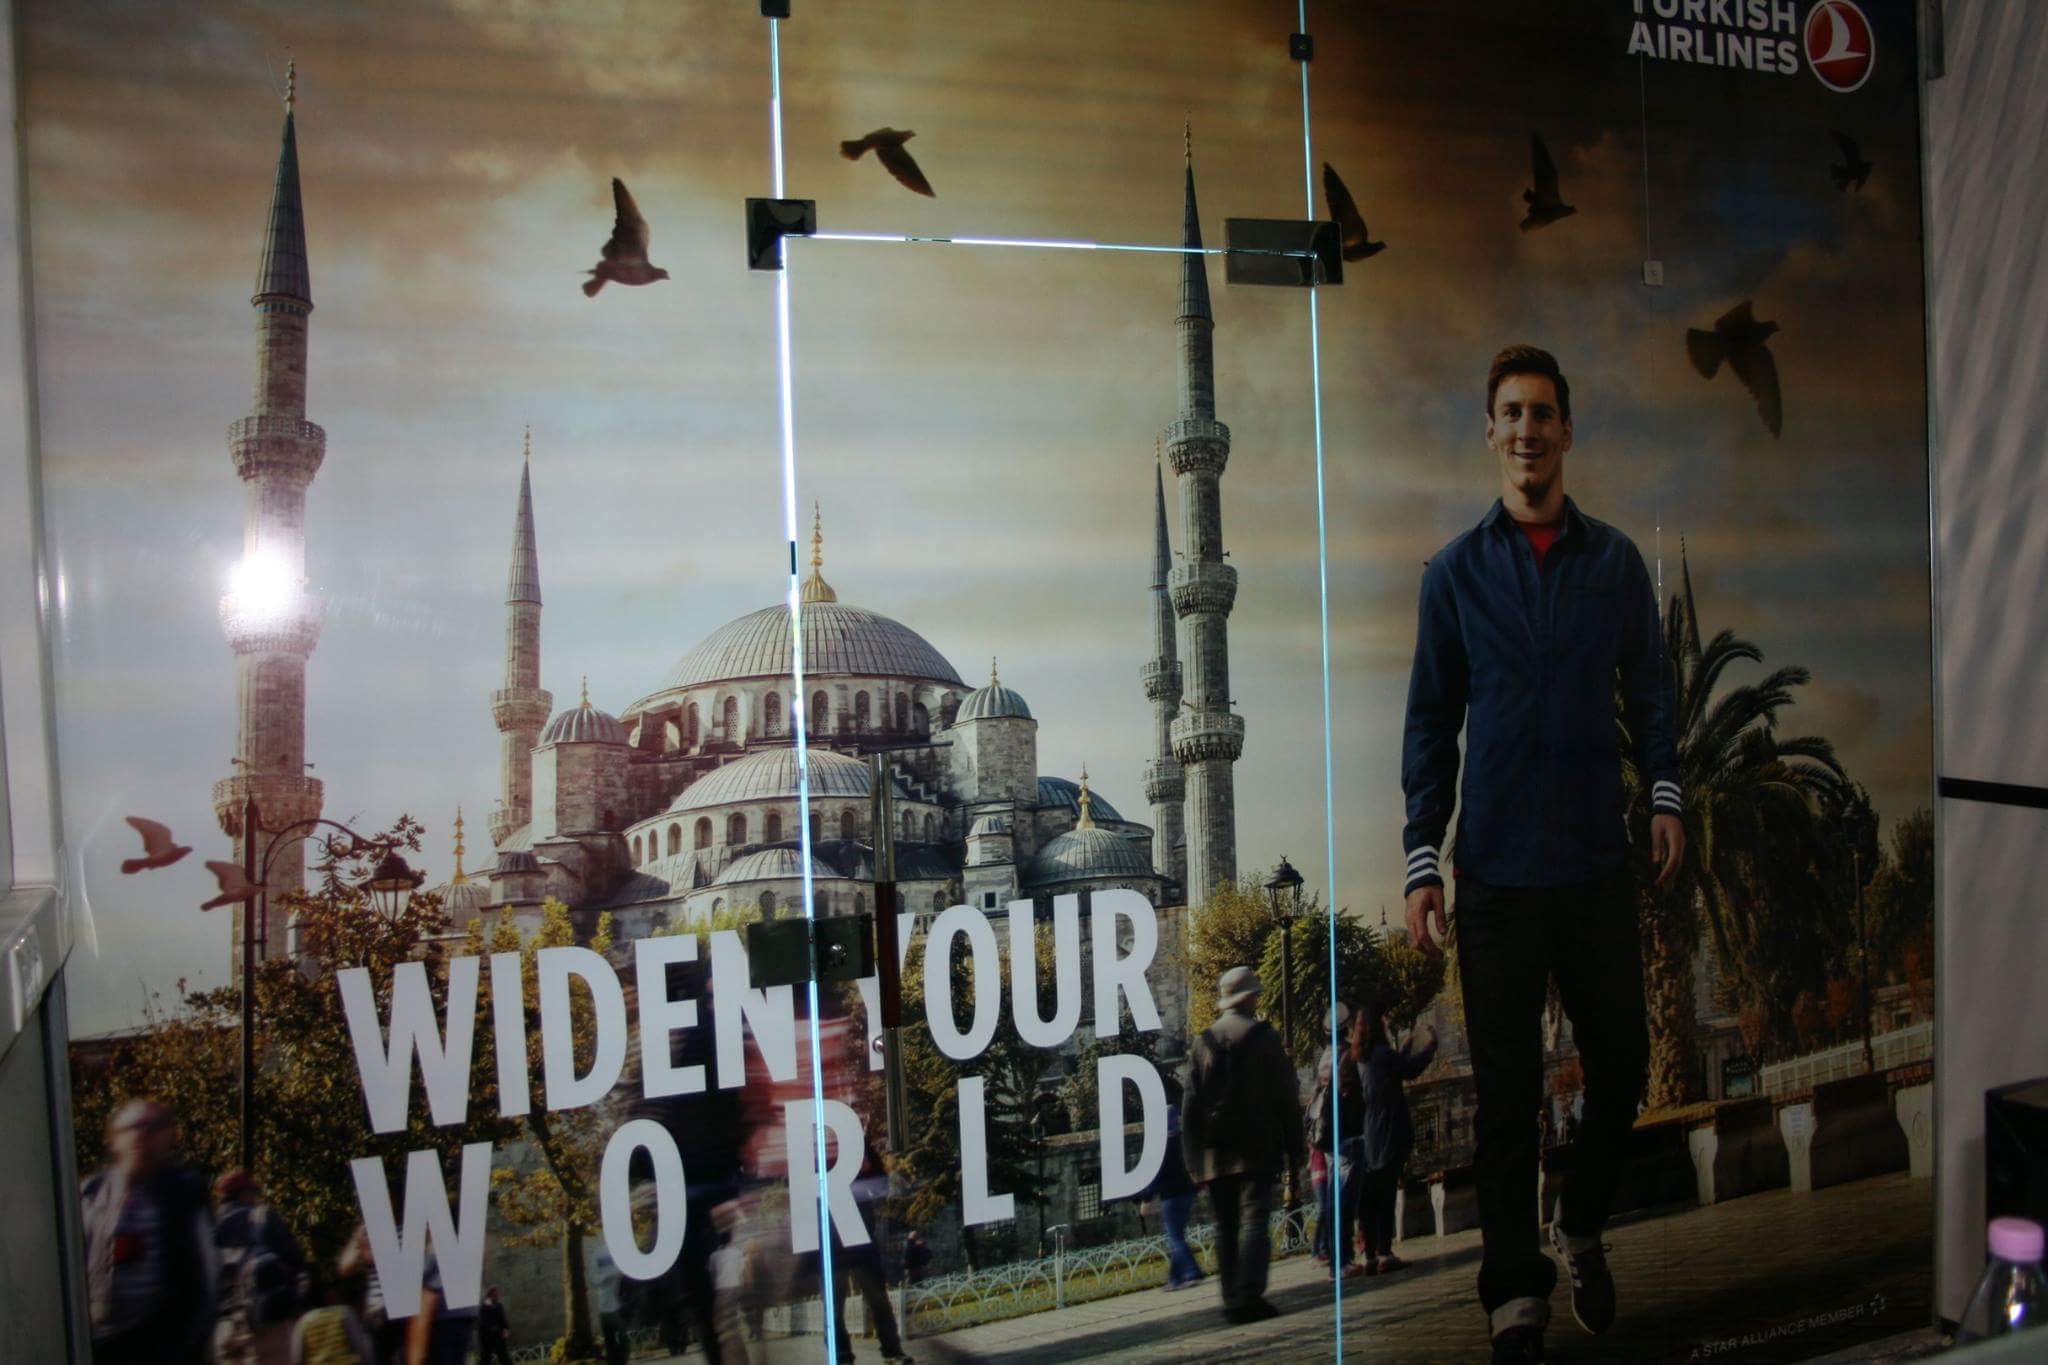 TURKISH
AIRLINES
WIDEN YOUR
WORLD
A STAR ALLIANCE MEMBER